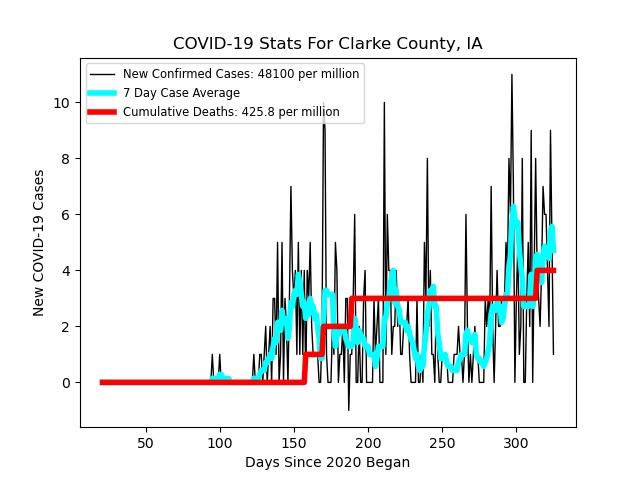 COVID-19 Stats For Clarke County, IA
New Confirmed Cases: 48100 per million
7 Day Case Average
Cumulative Deaths: 425.8 per million
10
8
6
4
2
0
New COVID-19 Cases
50 100 150 200 250 300
Days Since 2020 Began